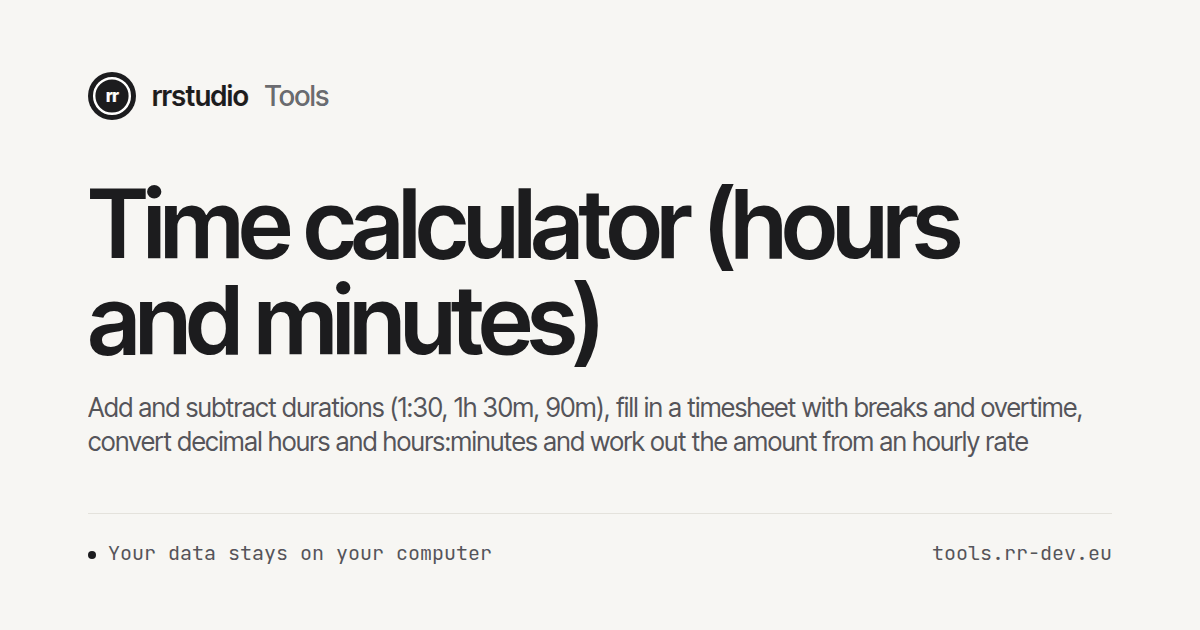 rr rrstudio Tools
Time calculator (hours
and minutes)
Add and subtract durations (1:30, 1h 30m, 90m), fill in a timesheet with breaks and overtime,
convert decimal hours and hours:minutes and work out the amount from an hourly rate
Your data stays on your computer
tools.rr-dev.eu